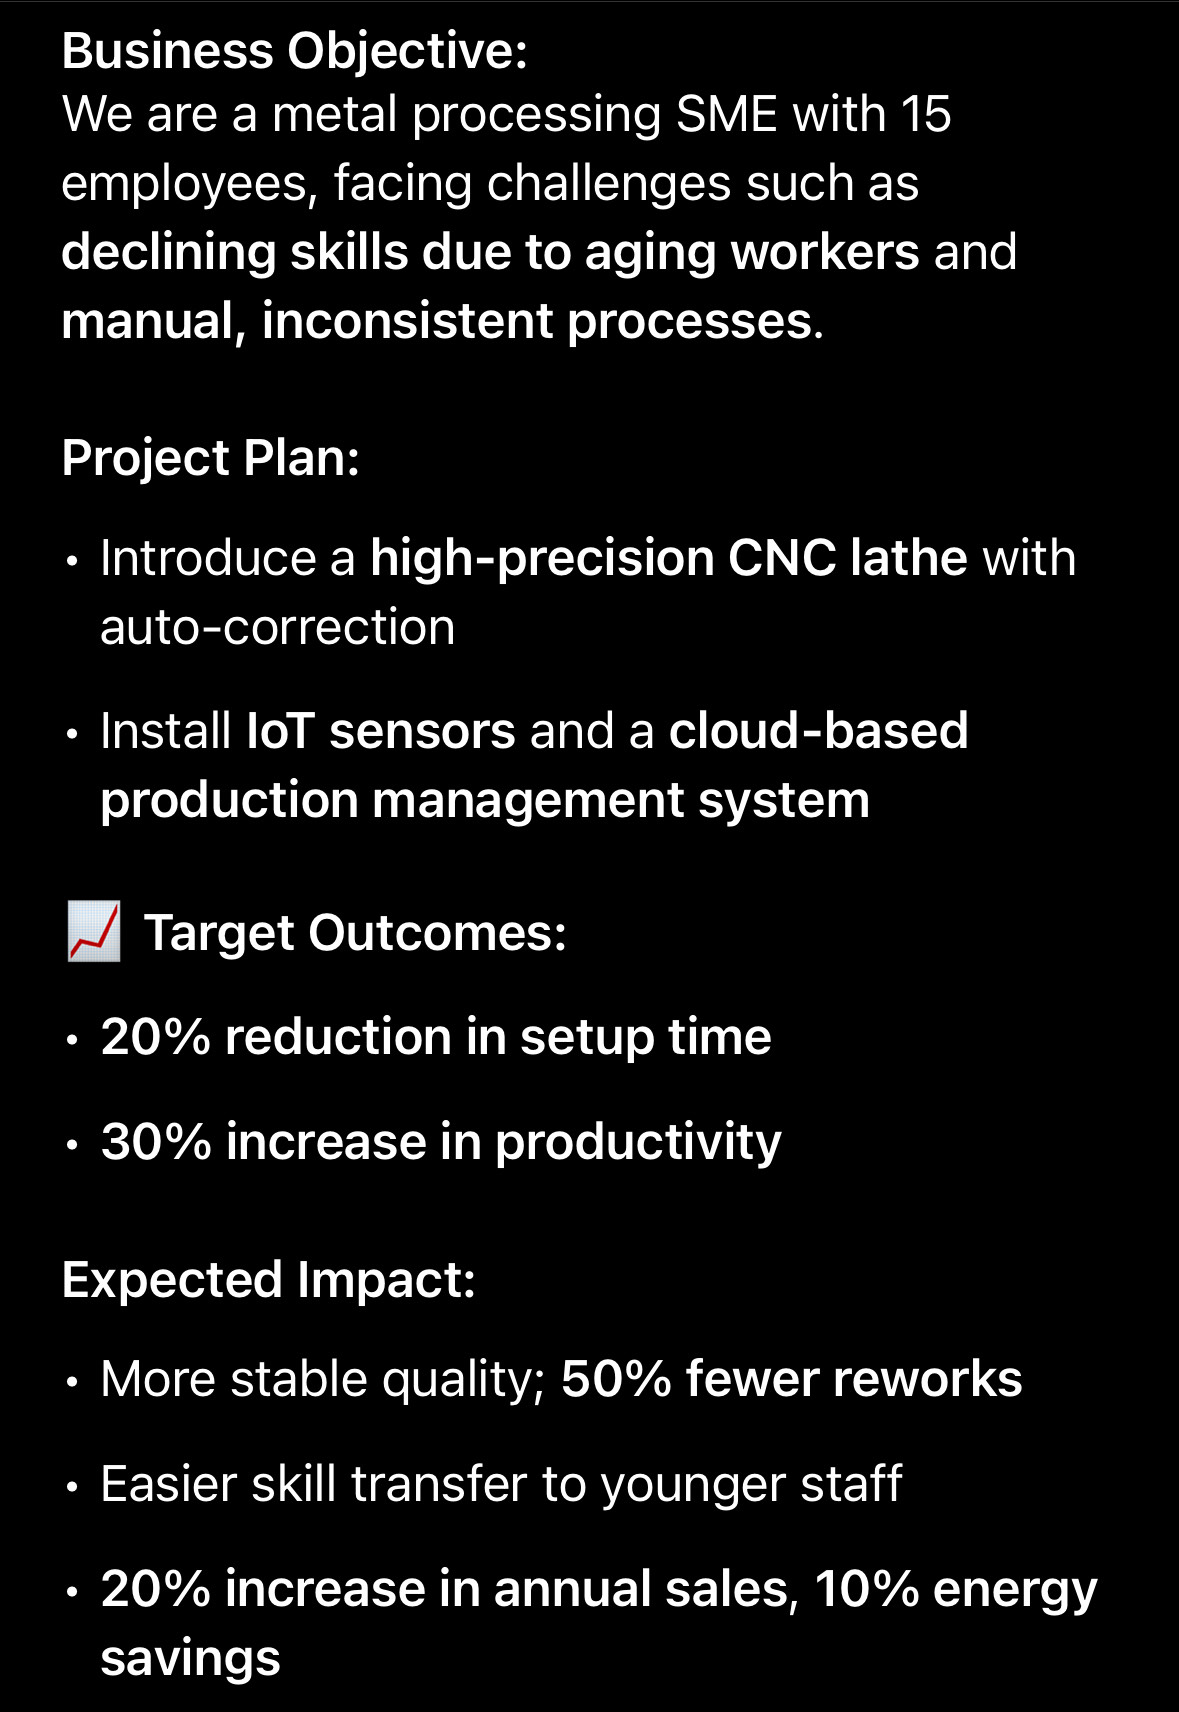 Business Objective:
We are a metal processing SME with 15
employees, facing challenges such as
declining skills due to aging workers and
manual, inconsistent processes.
Project Plan:
• Introduce a high-precision CNC lathe with
auto-correction
• Install IoT sensors and a cloud-based
production management system
📈 Target Outcomes:
• 20% reduction in setup time
• 30% increase in productivity
Expected Impact:
• More stable quality; 50% fewer reworks
• Easier skill transfer to younger staff
• 20% increase in annual sales, 10% energy
savings